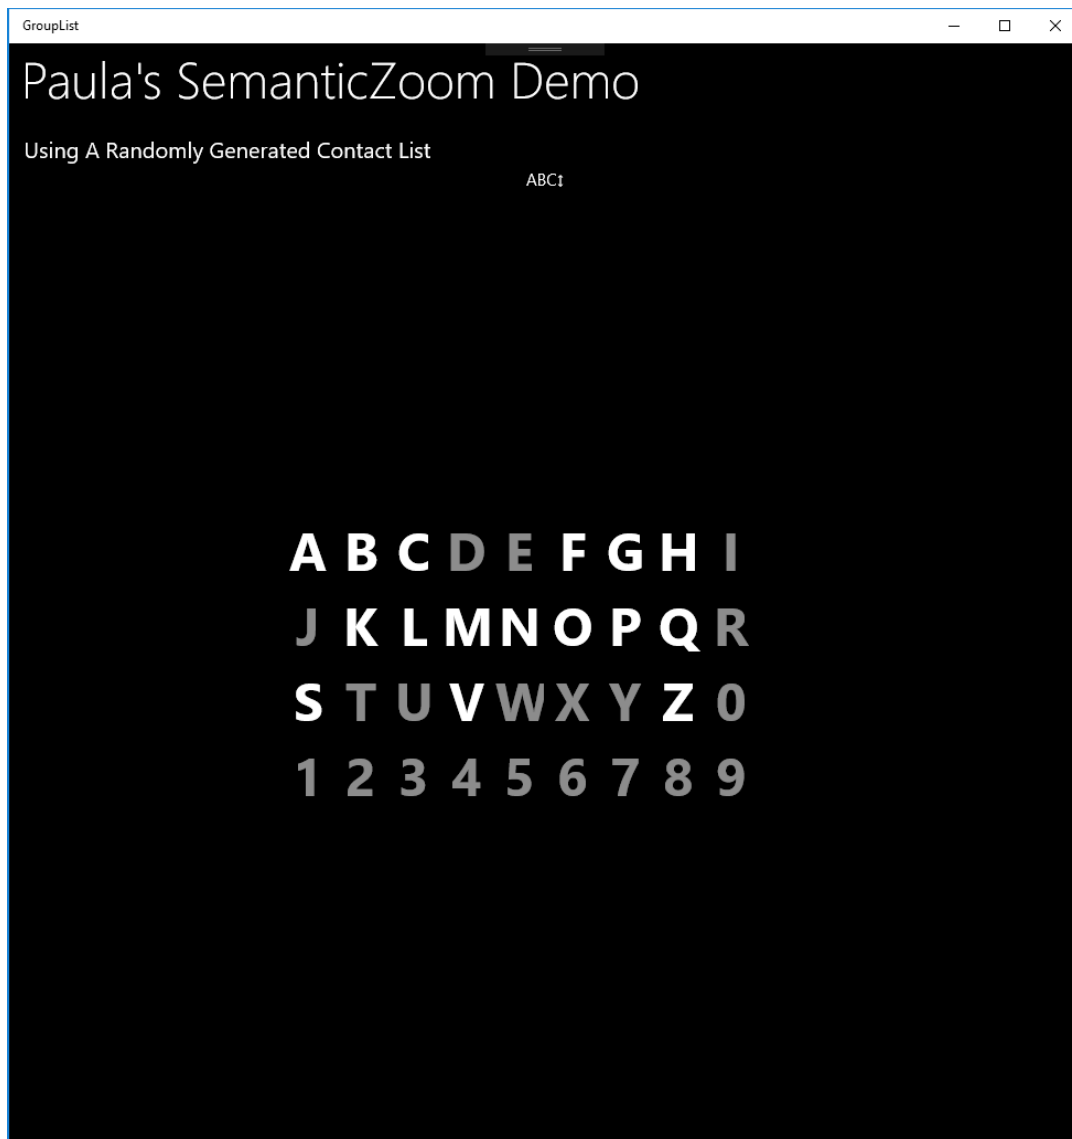 GroupList
Paula's SemanticZoom Demo
Using A Randomly Generated Contact List
ABC↕
A B C D E F G H I
J K L M N O P Q R
S T U V W X Y Z 0
1 2 3 4 5 6 7 8 9